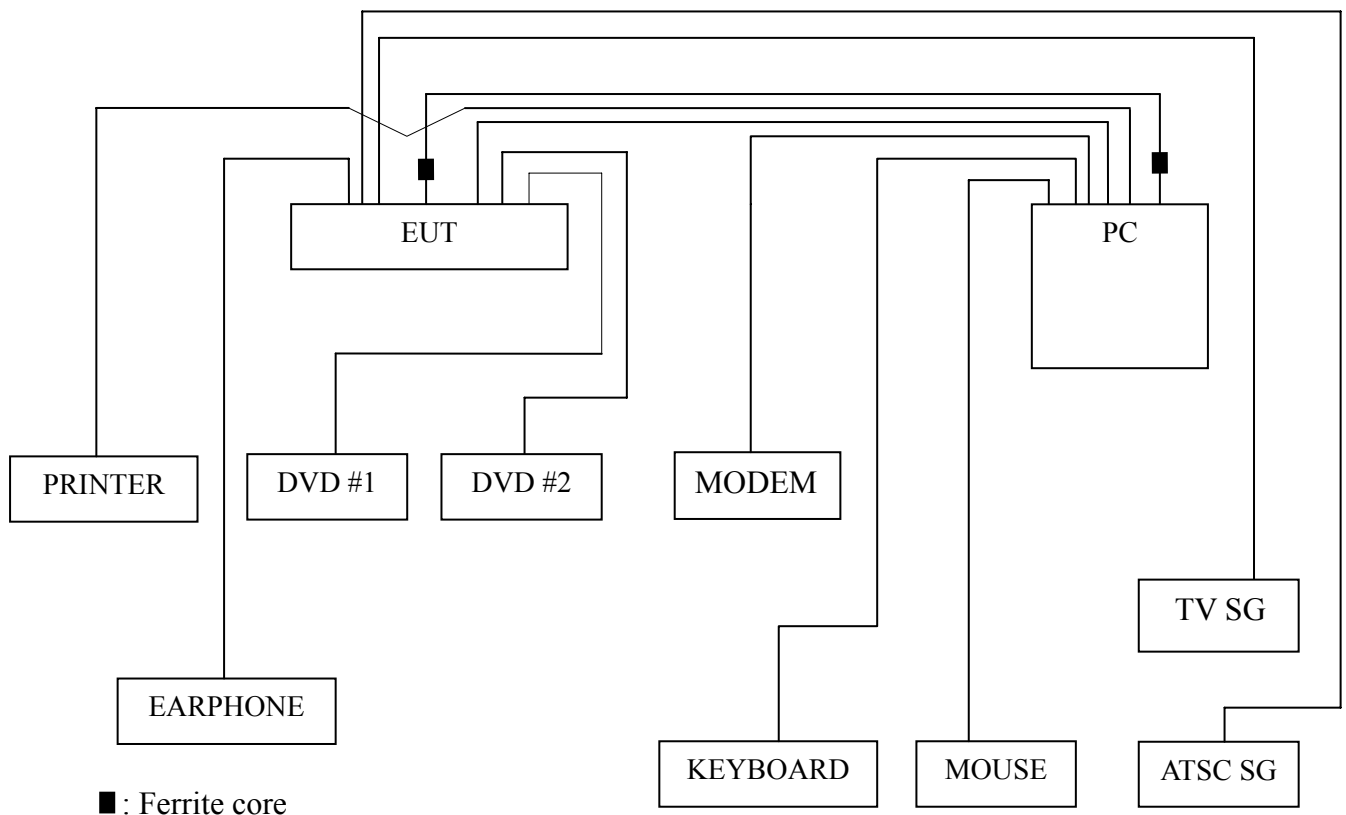 EUT
PC
PRINTER
DVD #1
DVD #2
MODEM
TV SG
EARPHONE
KEYBOARD
MOUSE
ATSC SG
: Ferrite core